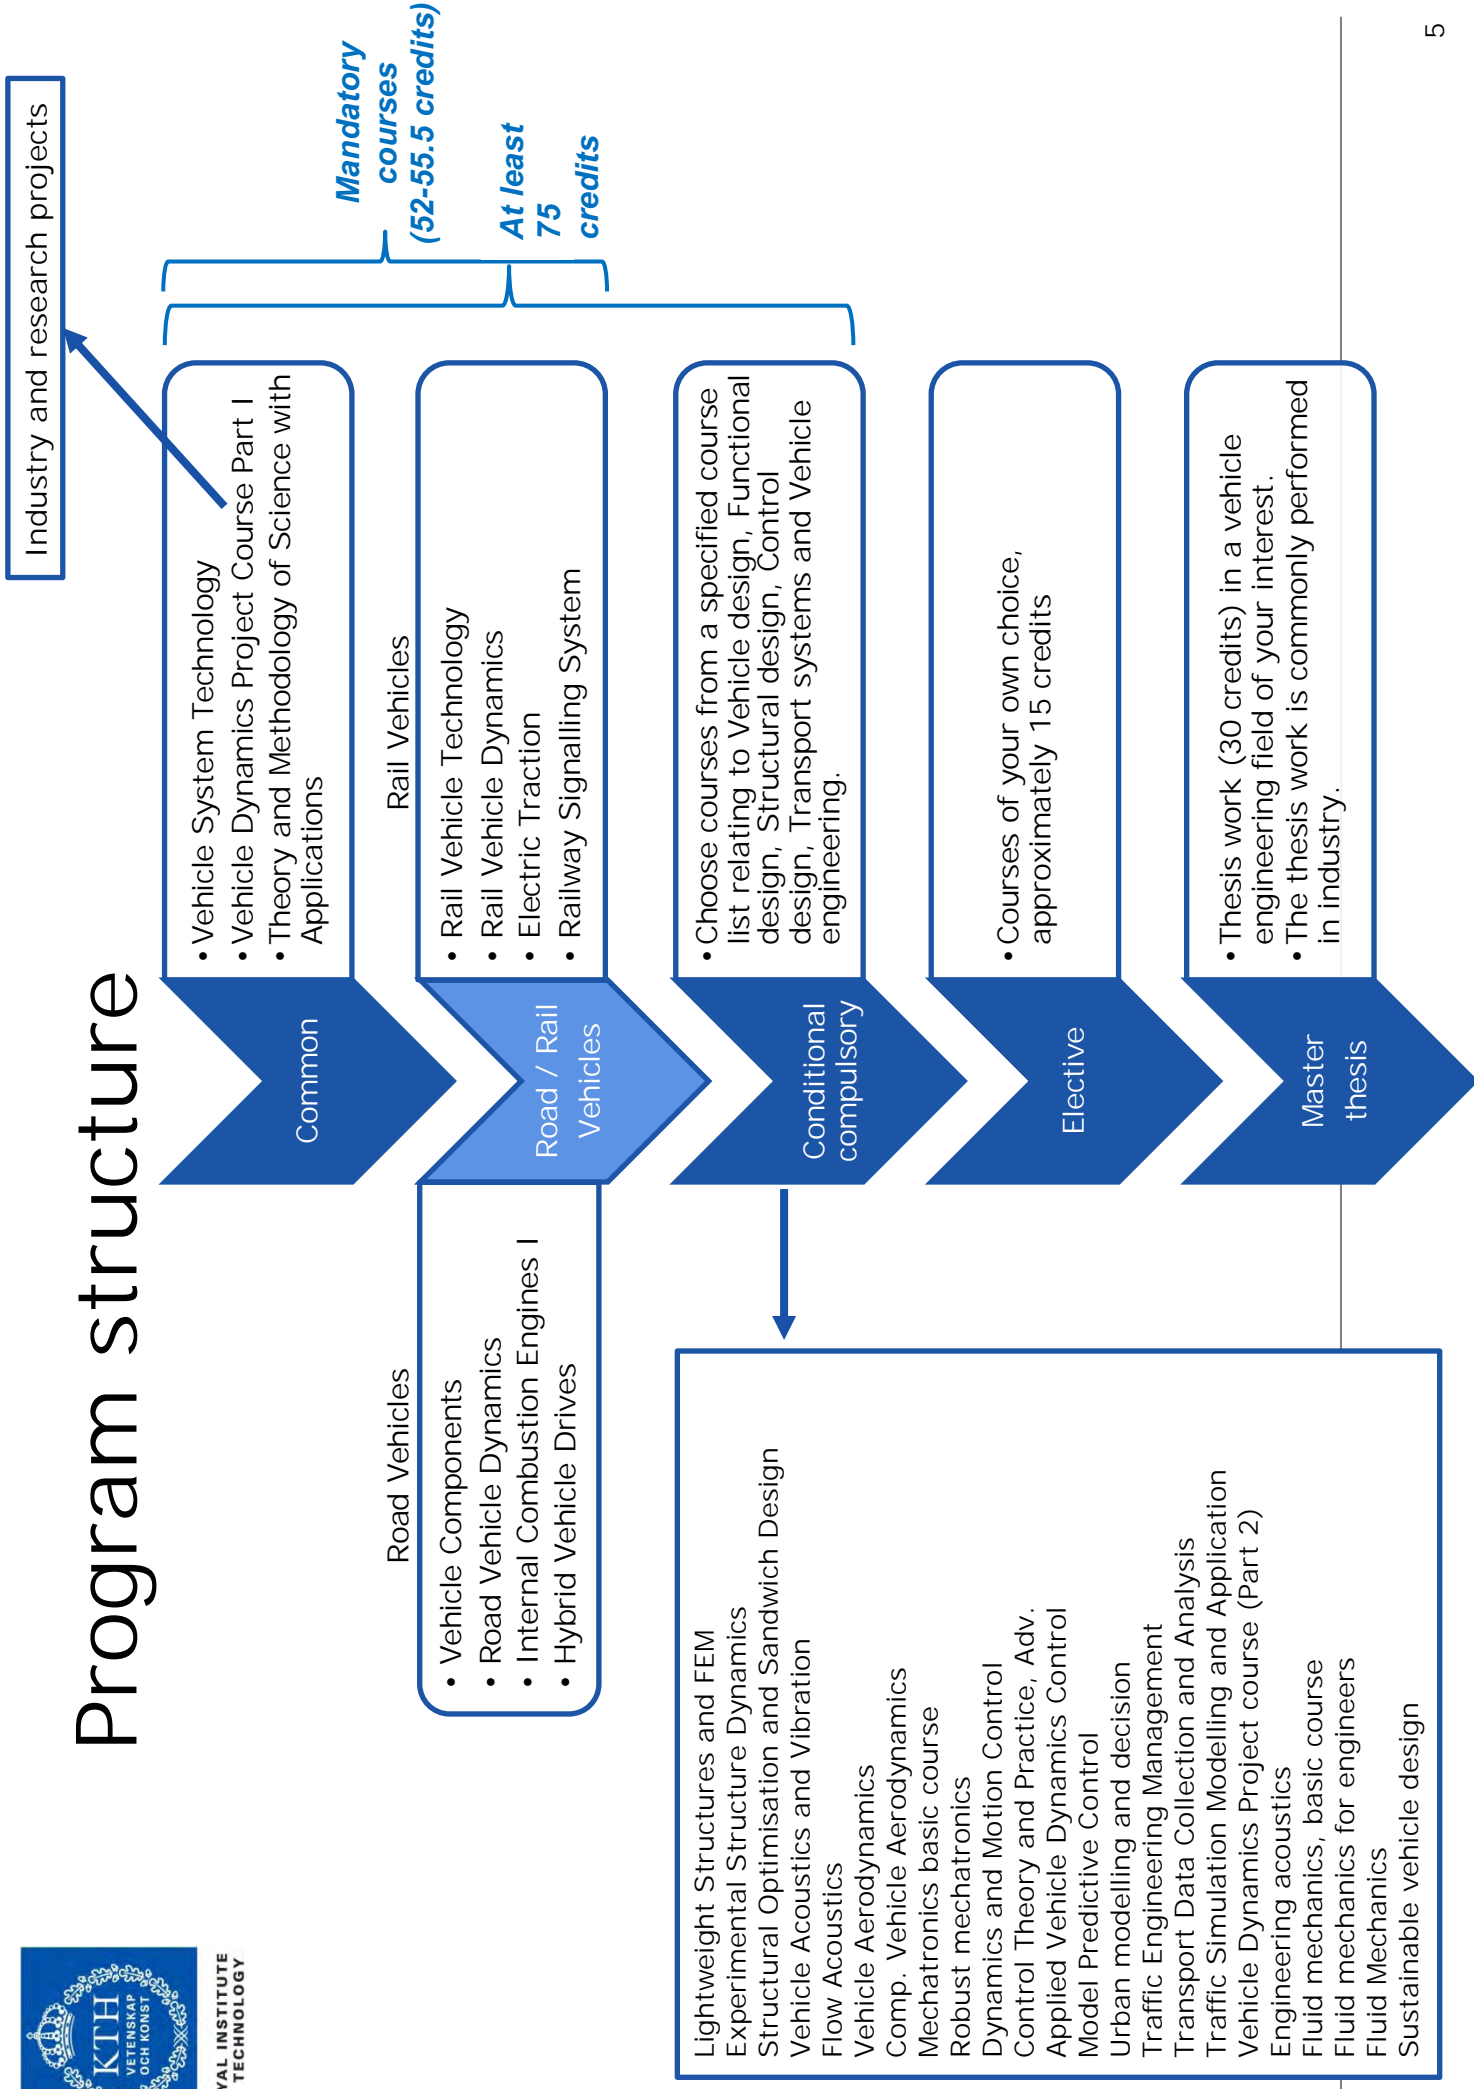 Program structure
Industry and research projects
KTH
VETENSKAP
OCH KONST
YAL INSTITUTE
TECHNOLOGY
Common
• Vehicle System Technology
• Vehicle Dynamics Project Course Part I
• Theory and Methodology of Science with
Applications
Mandatory
courses
(52-55.5 credits)
At least
75
credits
Road Vehicles
• Vehicle Components
• Road Vehicle Dynamics
• Internal Combustion Engines I
• Hybrid Vehicle Drives
Road / Rail
Vehicles
Rail Vehicles
• Rail Vehicle Technology
• Rail Vehicle Dynamics
• Electric Traction
• Railway Signalling System
Conditional
compulsory
• Choose courses from a specified course
list relating to Vehicle design, Functional
design, Structural design, Control
design, Transport systems and Vehicle
engineering.
Lightweight Structures and FEM
Experimental Structure Dynamics
Structural Optimisation and Sandwich Design
Vehicle Acoustics and Vibration
Flow Acoustics
Vehicle Aerodynamics
Comp. Vehicle Aerodynamics
Mechatronics basic course
Robust mechatronics
Dynamics and Motion Control
Control Theory and Practice, Adv.
Applied Vehicle Dynamics Control
Model Predictive Control
Urban modelling and decision
Traffic Engineering Management
Transport Data Collection and Analysis
Traffic Simulation Modelling and Application
Vehicle Dynamics Project course (Part 2)
Engineering acoustics
Fluid mechanics, basic course
Fluid mechanics for engineers
Fluid Mechanics
Sustainable vehicle design
Elective
• Courses of your own choice,
approximately 15 credits
Master
thesis
• Thesis work (30 credits) in a vehicle
engineering field of your interest.
• The thesis work is commonly performed
in industry.
5